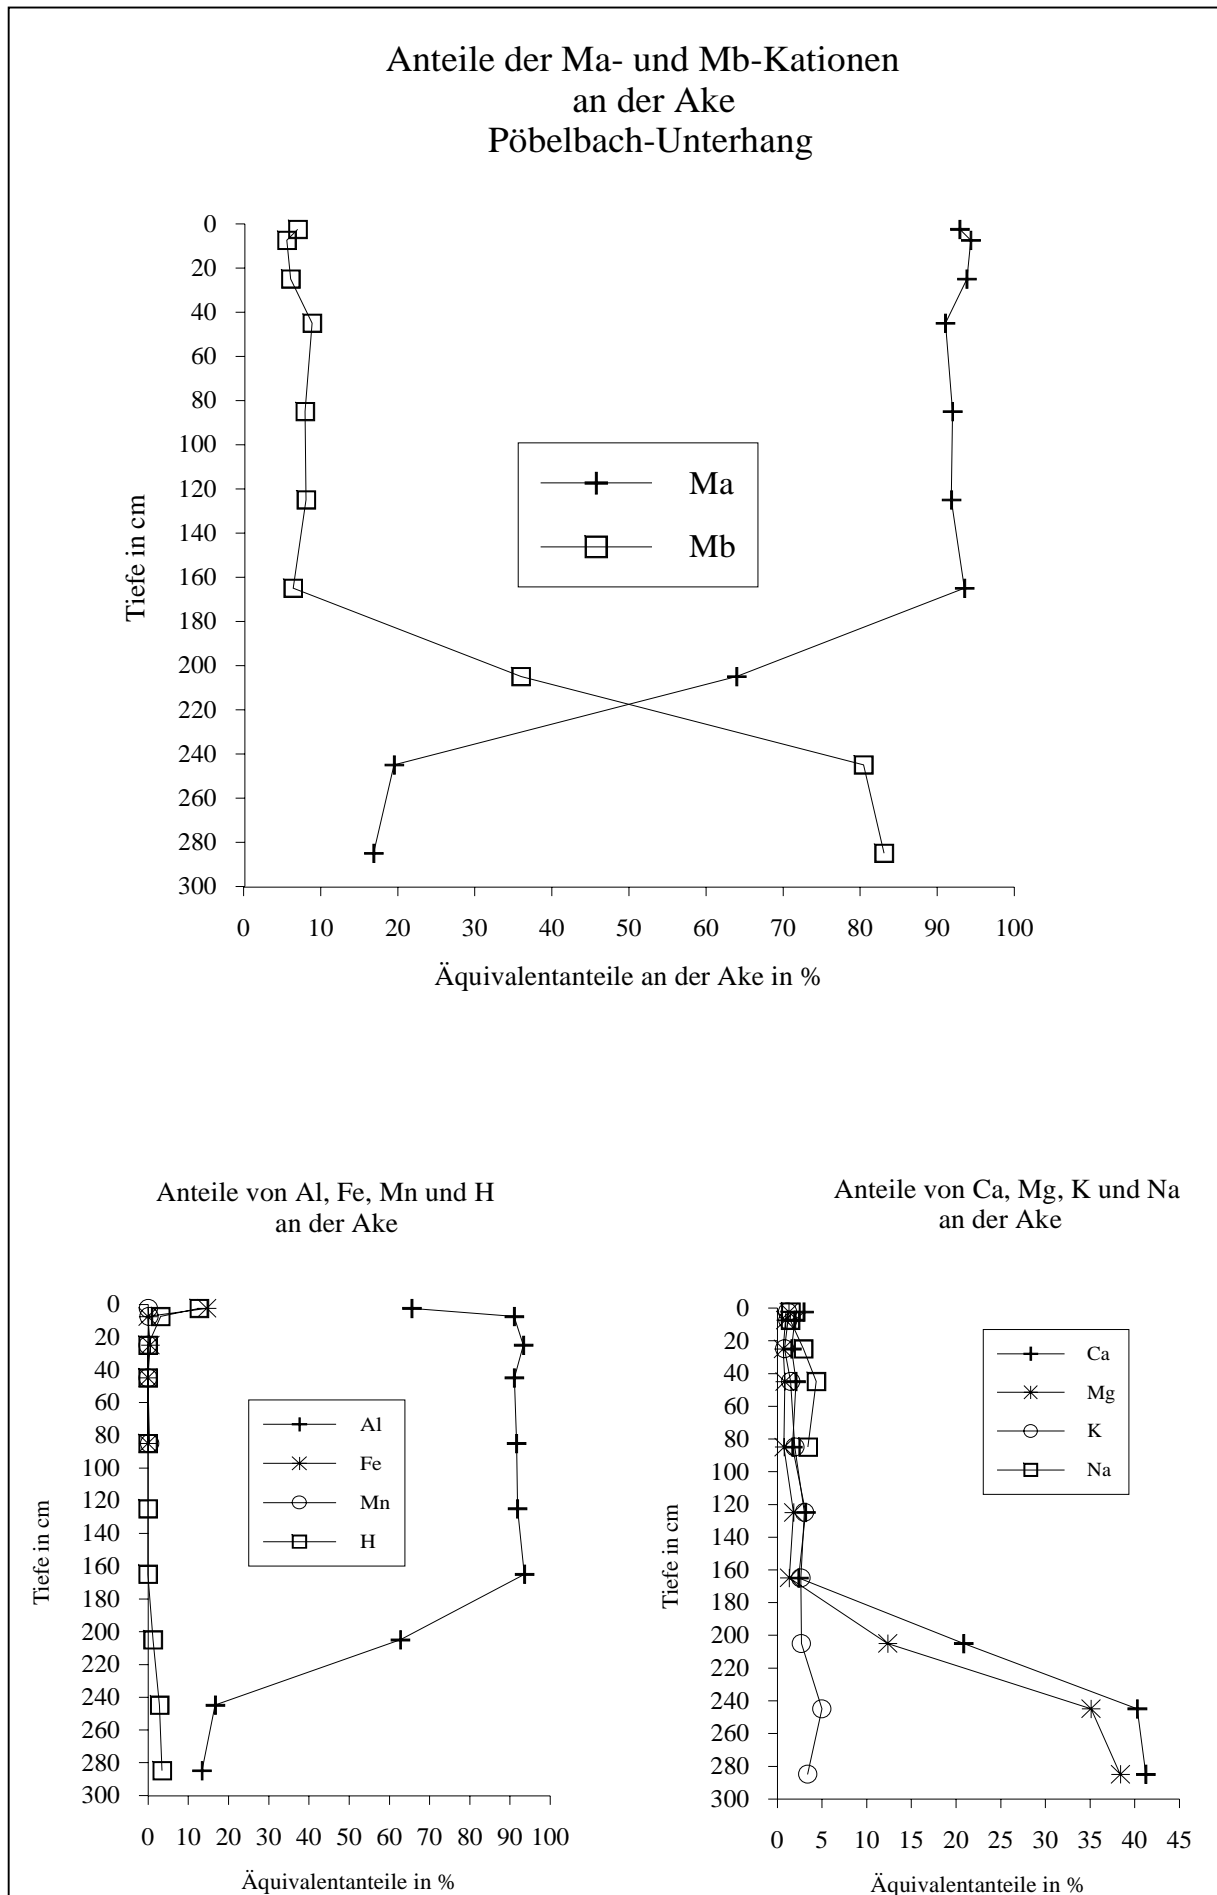 Anteile der Ma- und Mb-Kationen
an der Ake
Pöbelbach-Unterhang
0
20
40
60
80
100
120
140
160
180
200
220
240
260
280
300
Tiefe in cm
Ma
Mb
0 10 20 30 40 50 60 70 80 90 100
Äquivalentanteile an der Ake in %
Anteile von Al, Fe, Mn und H
an der Ake
0
20
40
60
80
100
120
140
160
180
200
220
240
260
280
300
Tiefe in cm
Al
Fe
Mn
H
0 10 20 30 40 50 60 70 80 90 100
Äquivalentanteile in %
Anteile von Ca, Mg, K und Na
an der Ake
0
20
40
60
80
100
120
140
160
180
200
220
240
260
280
300
Tiefe in cm
Ca
Mg
K
Na
0 5 10 15 20 25 30 35 40 45
Äquivalentanteile in %